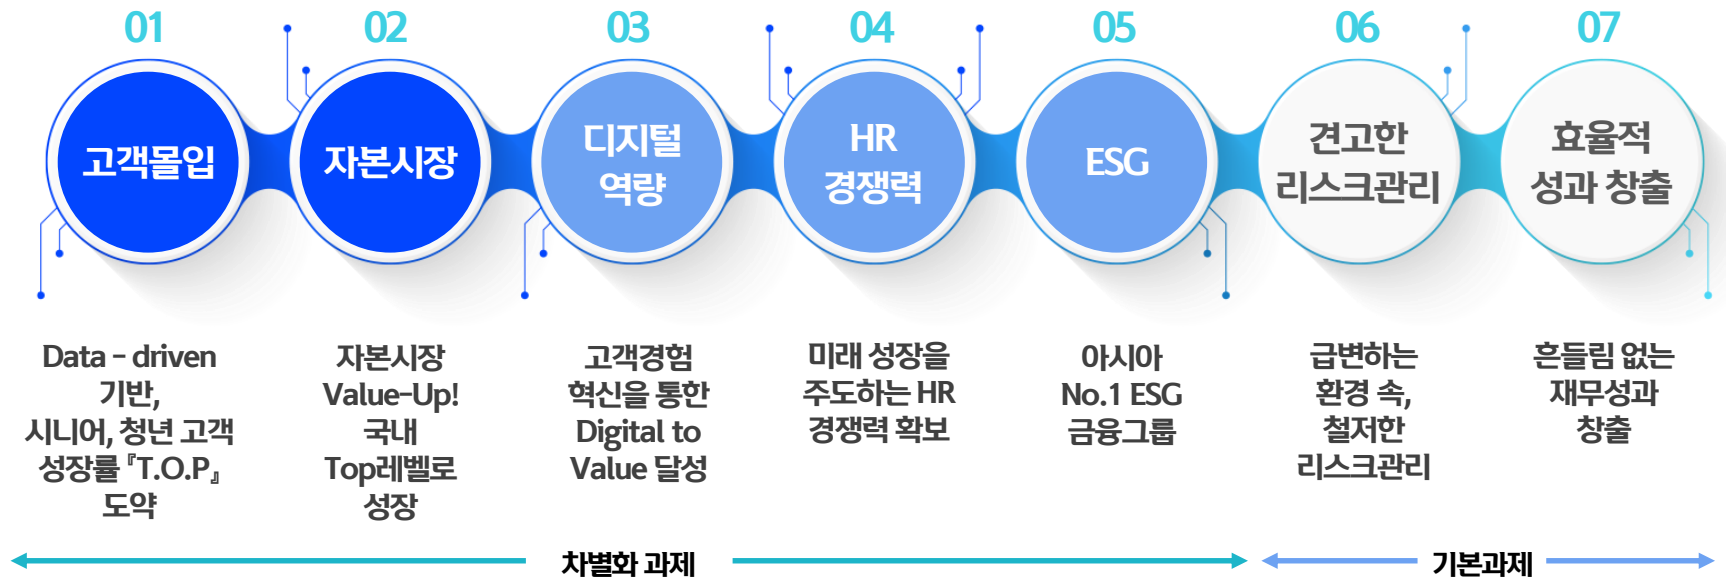 01
고객몰입
Data – driven
기반,
시니어, 청년 고객
성장률 『T.O.P』
도약
02
자본시장
자본시장
Value-Up!
국내
Top레벨로
성장
03
디지털
역량
고객경험
혁신을 통한
Digital to
Value 달성
04
HR
경쟁력
미래 성장을
주도하는 HR
경쟁력 확보
05
ESG
아시아
No.1 ESG
금융그룹
06
견고한
리스크관리
급변하는
환경 속,
철저한
리스크관리
07
효율적
성과 창출
흔들림 없는
재무성과
창출
차별화 과제
기본과제